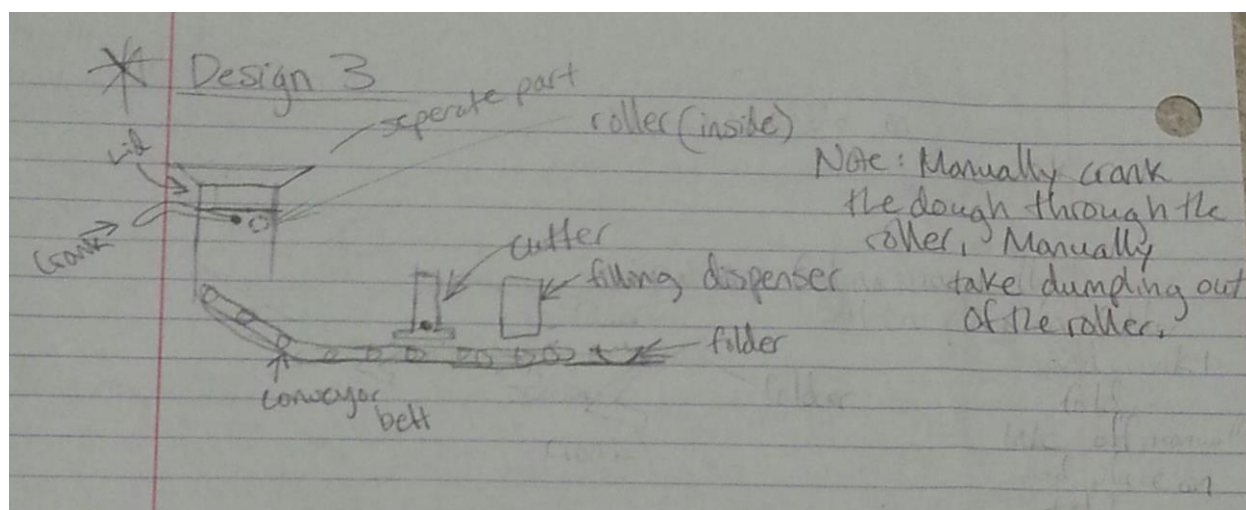 Design 3
seperate part
roller (inside)
Lid
Crank
Note: Manually crank
the dough through the
roller. Manually
take dumpling out
of the roller.
cutter
filling dispenser
folder
conveyor
belt